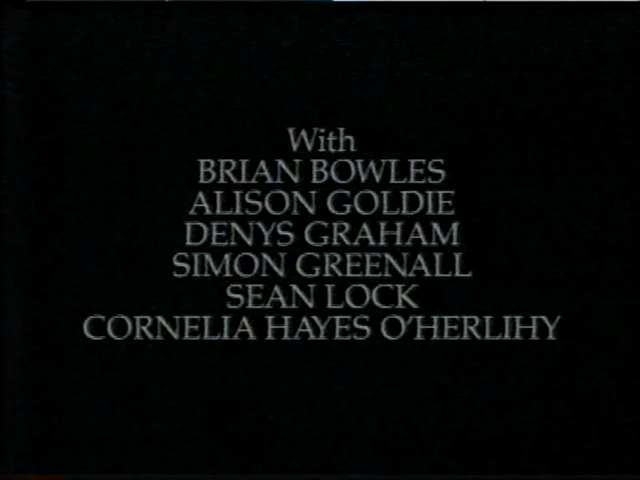 With
BRIAN BOWLES
ALISON GOLDIE
DENYS GRAHAM
SIMON GREENALL
SEAN LOCK
CORNELIA HAYES O'HERLIHY